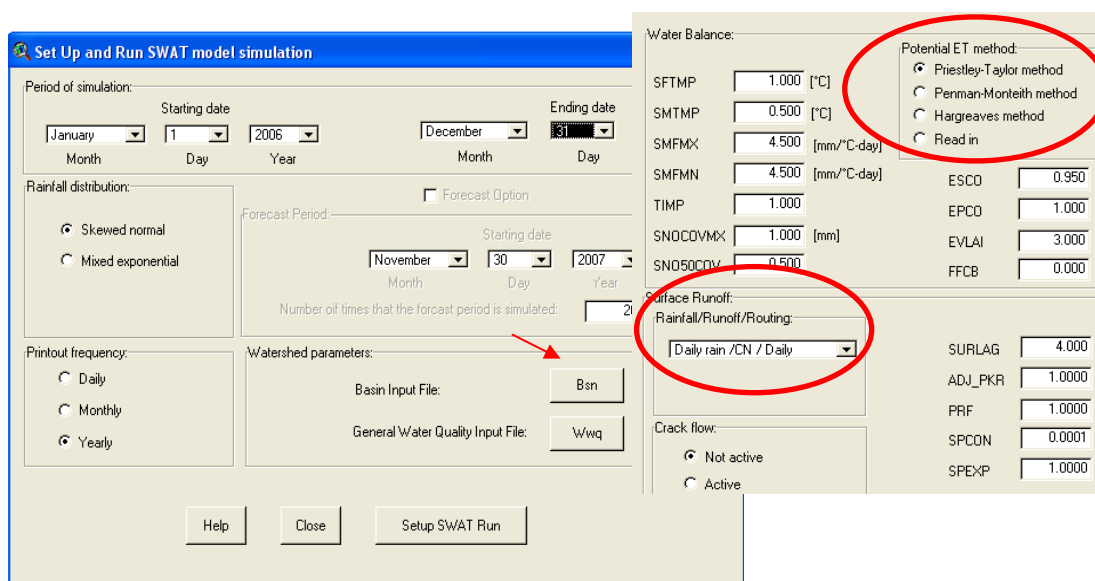 Set Up and Run SWAT model simulation
Period of simulation:
Starting date
Ending date
January 1 2006
December 31
Month Day Year
Month Day
Rainfall distribution:
Skewed normal
Mixed exponential
Forecast Option
Forecast Period:
Starting date
November 30 2007
Month Day Year
Number oif times that the forcast period is simulated:
Printout frequency:
Daily
Monthly
Yearly
Watershed parameters:
Basin Input File: Bsn
General Water Quality Input File: Wwq
Help Close Setup SWAT Run
Water Balance:
SFTMP 1.000 [°C]
SMTMP 0.500 [°C]
SMFMX 4.500 [mm/°C-day]
SMFMN 4.500 [mm/°C-day]
TIMP 1.000
SNOCOVMX 1.000 [mm]
SNO50COV 0.500
Potential ET method:
Priestley-Taylor method
Penman-Monteith method
Hargreaves method
Read in
ESCO 0.950
EPCO 1.000
EVLAI 3.000
FFCB 0.000
Surface Runoff:
Rainfall/Runoff/Routing:
Daily rain /CN / Daily
Crack flow:
Not active
Active
SURLAG 4.000
ADJ_PKR 1.0000
PRF 1.0000
SPCON 0.0001
SPEXP 1.0000